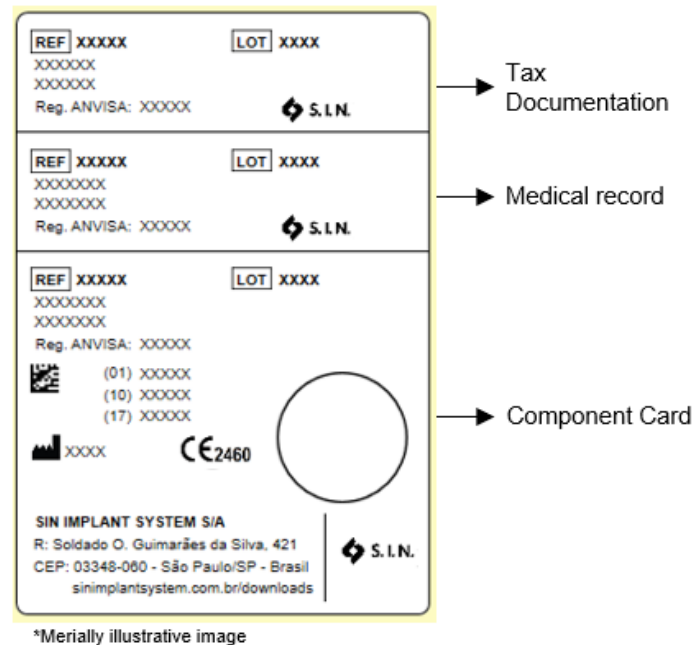 REF XXXXX LOT XXXX
XXXXXX
XXXXXX
Reg. ANVISA: XXXXX S.I.N.
Tax
Documentation
REF XXXXX LOT XXXX
XXXXXXX
XXXXXXX
Reg. ANVISA: XXXXX S.I.N.
Medical record
REF XXXXX LOT XXXX
XXXXXXX
XXXXXXX
Reg. ANVISA: XXXXX
(01) XXXXX
(10) XXXXX
(17) XXXXX
XXXX CE2460
Component Card
SIN IMPLANT SYSTEM S/A
R: Soldado O. Guimarães da Silva, 421
CEP: 03348-060 - São Paulo/SP - Brasil
sinimplantsystem.com.br/downloads
S.I.N.
*Merially illustrative image